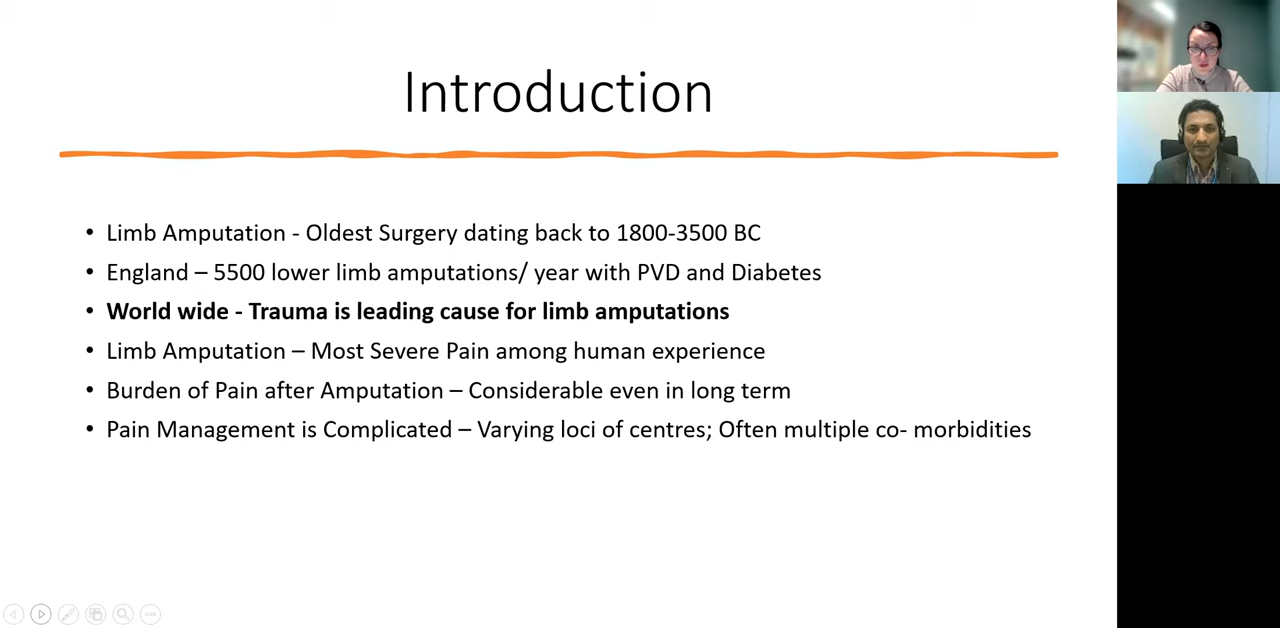 Introduction
• Limb Amputation - Oldest Surgery dating back to 1800-3500 BC
• England – 5500 lower limb amputations/ year with PVD and Diabetes
• World wide - Trauma is leading cause for limb amputations
• Limb Amputation – Most Severe Pain among human experience
• Burden of Pain after Amputation – Considerable even in long term
• Pain Management is Complicated – Varying loci of centres; Often multiple co- morbidities